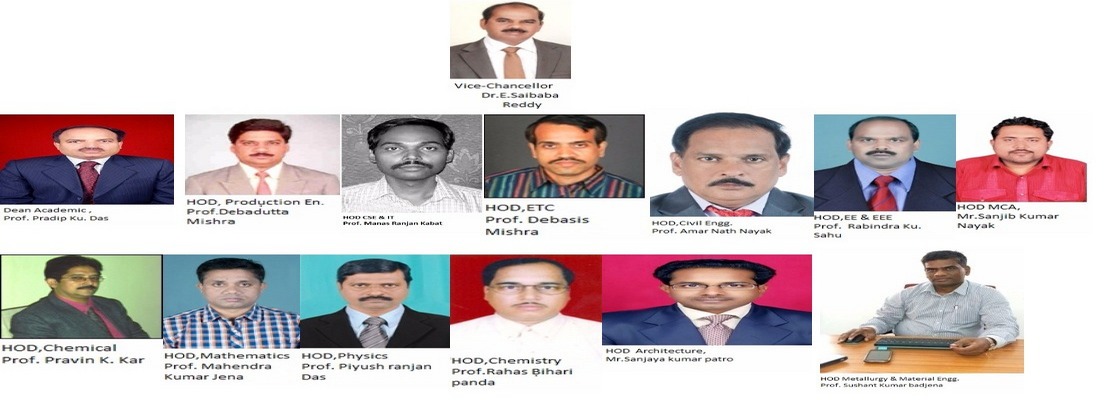 Vice-Chancellor
Dr.E.Saibaba
Reddy
Dean Academic ,
Prof. Pradip Ku. Das
HOD, Production En.
Prof.Debadutta
Mishra
HOD CSE & IT
Prof. Manas Ranjan Kabat
HOD,ETC
Prof. Debasis
Mishra
HOD,Civil Engg.
Prof. Amar Nath Nayak
HOD,EE & EEE
Prof. Rabindra Ku.
Sahu
HOD MCA,
Mr.Sanjib Kumar
Nayak
HOD,Chemical
Prof. Pravin K. Kar
HOD,Mathematics
Prof. Mahendra
Kumar Jena
HOD,Physics
Prof. Piyush ranjan
Das
HOD,Chemistry
Prof.Rahas Bihari
panda
HOD Architecture,
Mr.Sanjaya kumar patro
HOD Metallurgy & Material Engg.
Prof. Sushant Kumar badjena